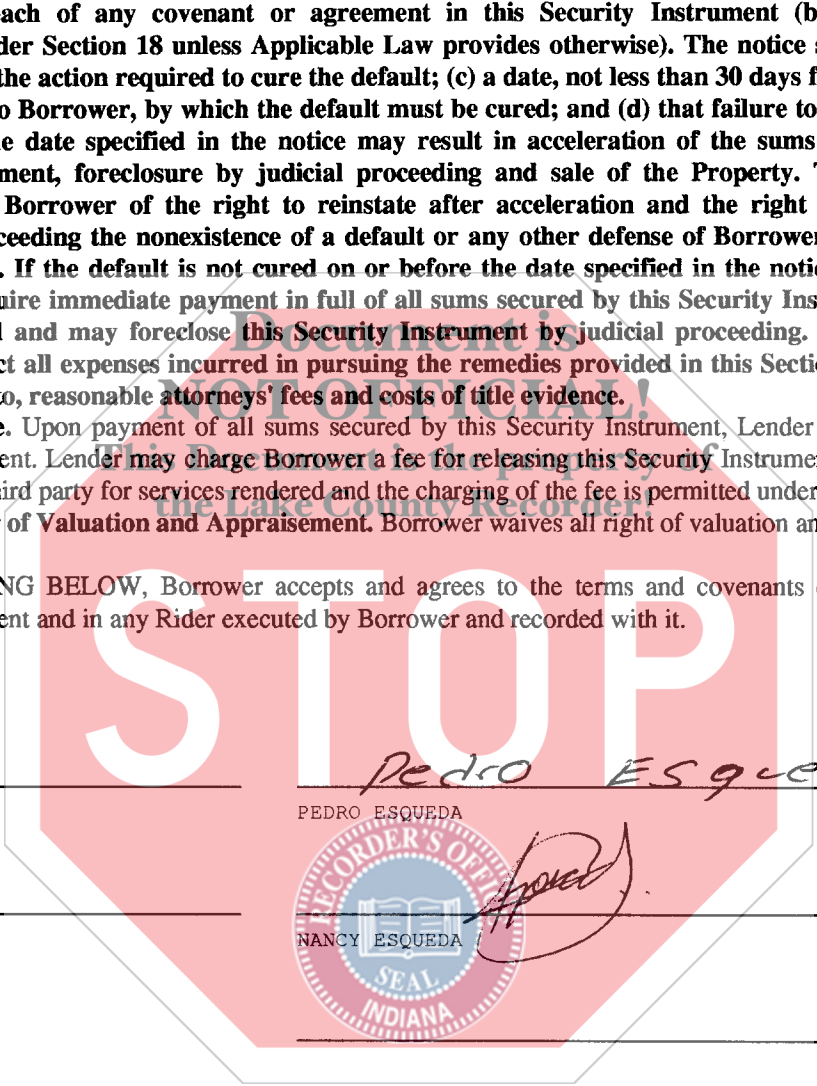 each of any covenant or agreement in this Security Instrument (b
der Section 18 unless Applicable Law provides otherwise). The notice s
the action required to cure the default; (c) a date, not less than 30 days f
o Borrower, by which the default must be cured; and (d) that failure to
e date specified in the notice may result in acceleration of the sums
ment, foreclosure by judicial proceeding and sale of the Property. T
Borrower of the right to reinstate after acceleration and the right
ceeding the nonexistence of a default or any other defense of Borrower
. If the default is not cured on or before the date specified in the notic
uire immediate payment in full of all sums secured by this Security Ins
l and may foreclose this Security Instrument by judicial proceeding.
ct all expenses incurred in pursuing the remedies provided in this Secti
o, reasonable attorneys' fees and costs of title evidence.
e. Upon payment of all sums secured by this Security Instrument, Lender
ent. Lender may charge Borrower a fee for releasing this Security Instrume
ird party for services rendered and the charging of the fee is permitted under
of Valuation and Appraisement. Borrower waives all right of valuation an
NG BELOW, Borrower accepts and agrees to the terms and covenants
ent and in any Rider executed by Borrower and recorded with it.
Document is
NOT OFFICIAL!
This Document is the property of
the Lake County Recorder!
STOP
Pedro Esque
PEDRO ESQUEDA
NANCY ESQUEDA
RECORDER'S OFFICE
SEAL
INDIANA